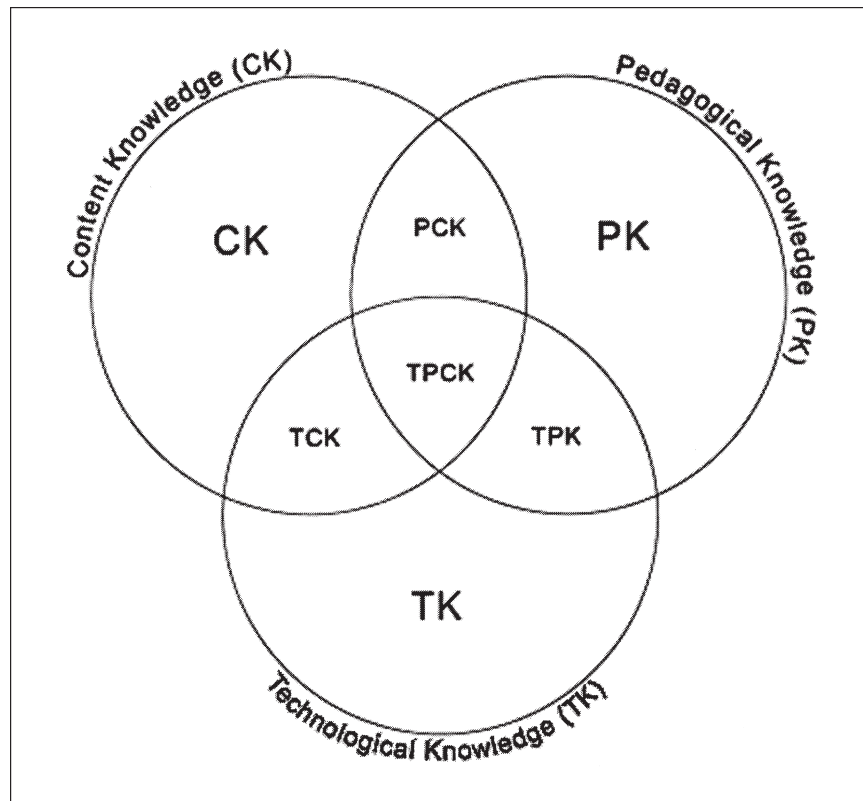 Content Knowledge (CK)
Pedagogical Knowledge (PK)
CK
PCK
PK
TPCK
TCK
TPK
TK
Technological Knowledge (TK)